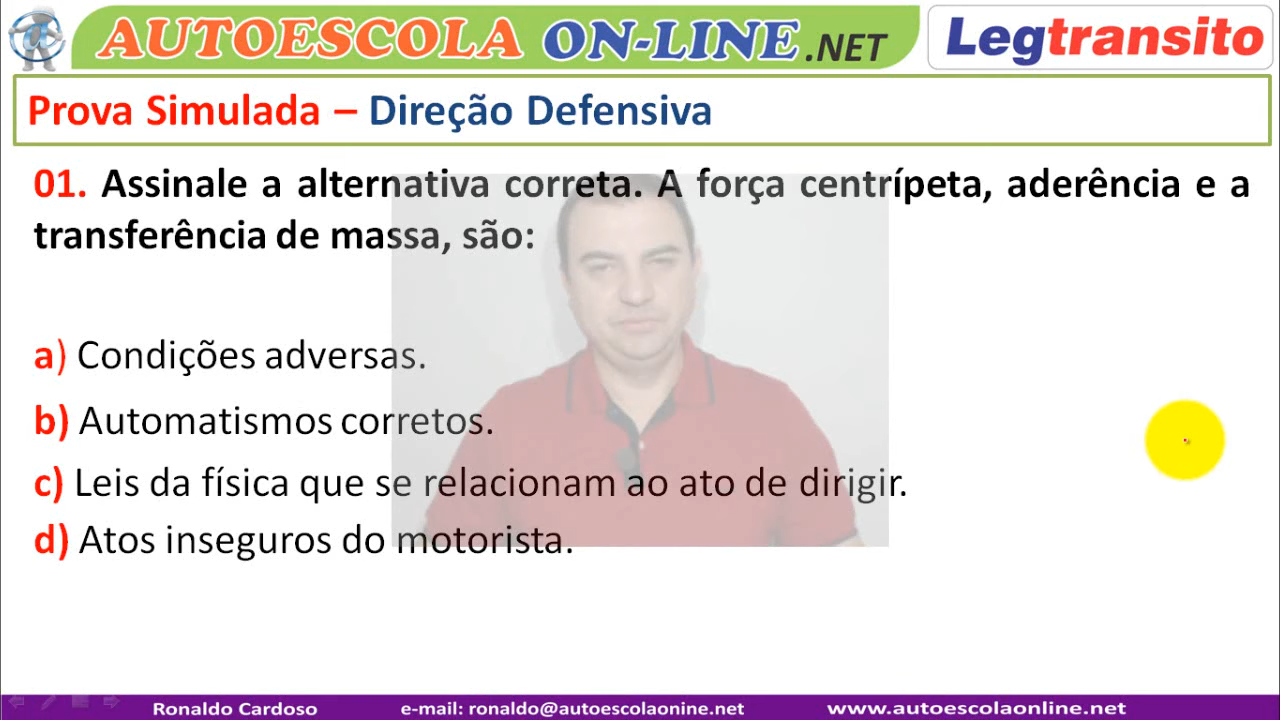 AUTOESCOLA ON-LINE.NET
Legtransito
Prova Simulada – Direção Defensiva
01. Assinale a alternativa correta. A força centrípeta, aderência e a
transferência de massa, são:
a) Condições adversas.
b) Automatismos corretos.
c) Leis da física que se relacionam ao ato de dirigir.
d) Atos inseguros do motorista.
Ronaldo Cardoso e-mail: ronaldo@autoescolaonine.net www.autoescolaonline.net